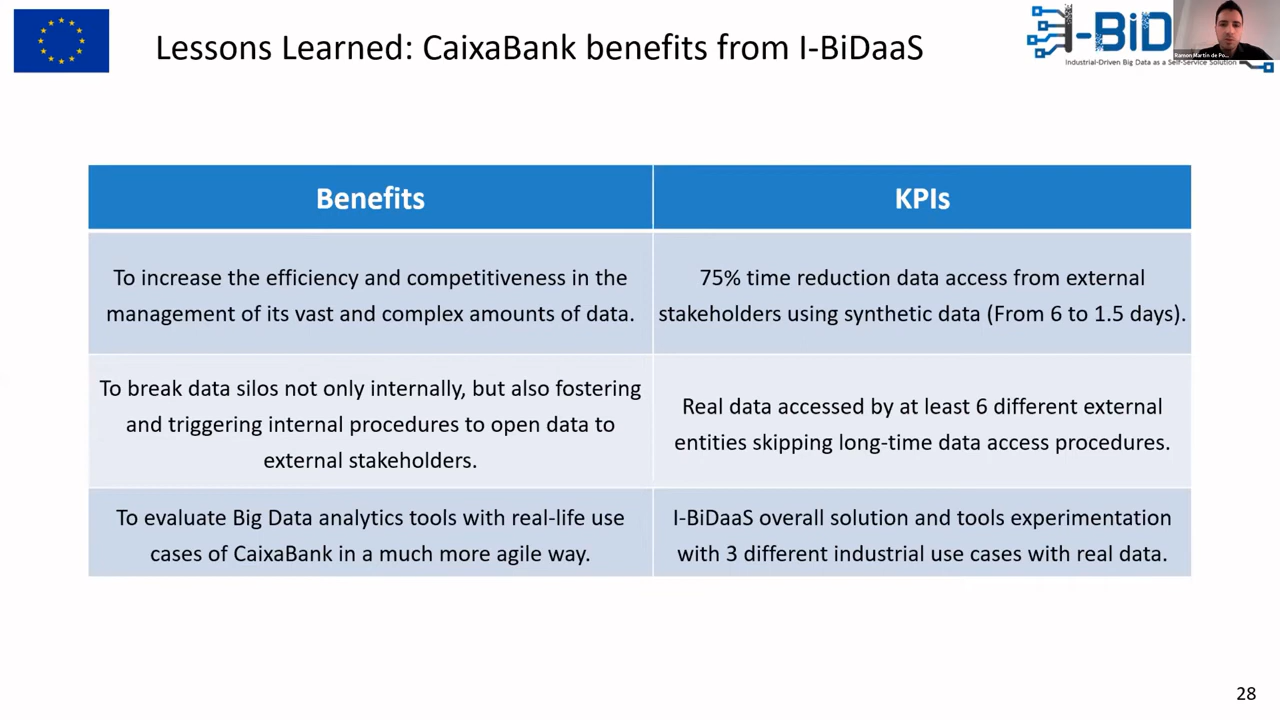 Lessons Learned: CaixaBank benefits from I-BiDaaS
I-BiD
Industrial-Driven Big Data as a Self-Service Solution
Ramon Martin de Po...
Benefits
KPIs
To increase the efficiency and competitiveness in the
management of its vast and complex amounts of data.
75% time reduction data access from external
stakeholders using synthetic data (From 6 to 1.5 days).
To break data silos not only internally, but also fostering
and triggering internal procedures to open data to
external stakeholders.
Real data accessed by at least 6 different external
entities skipping long-time data access procedures.
To evaluate Big Data analytics tools with real-life use
cases of CaixaBank in a much more agile way.
I-BiDaaS overall solution and tools experimentation
with 3 different industrial use cases with real data.
28